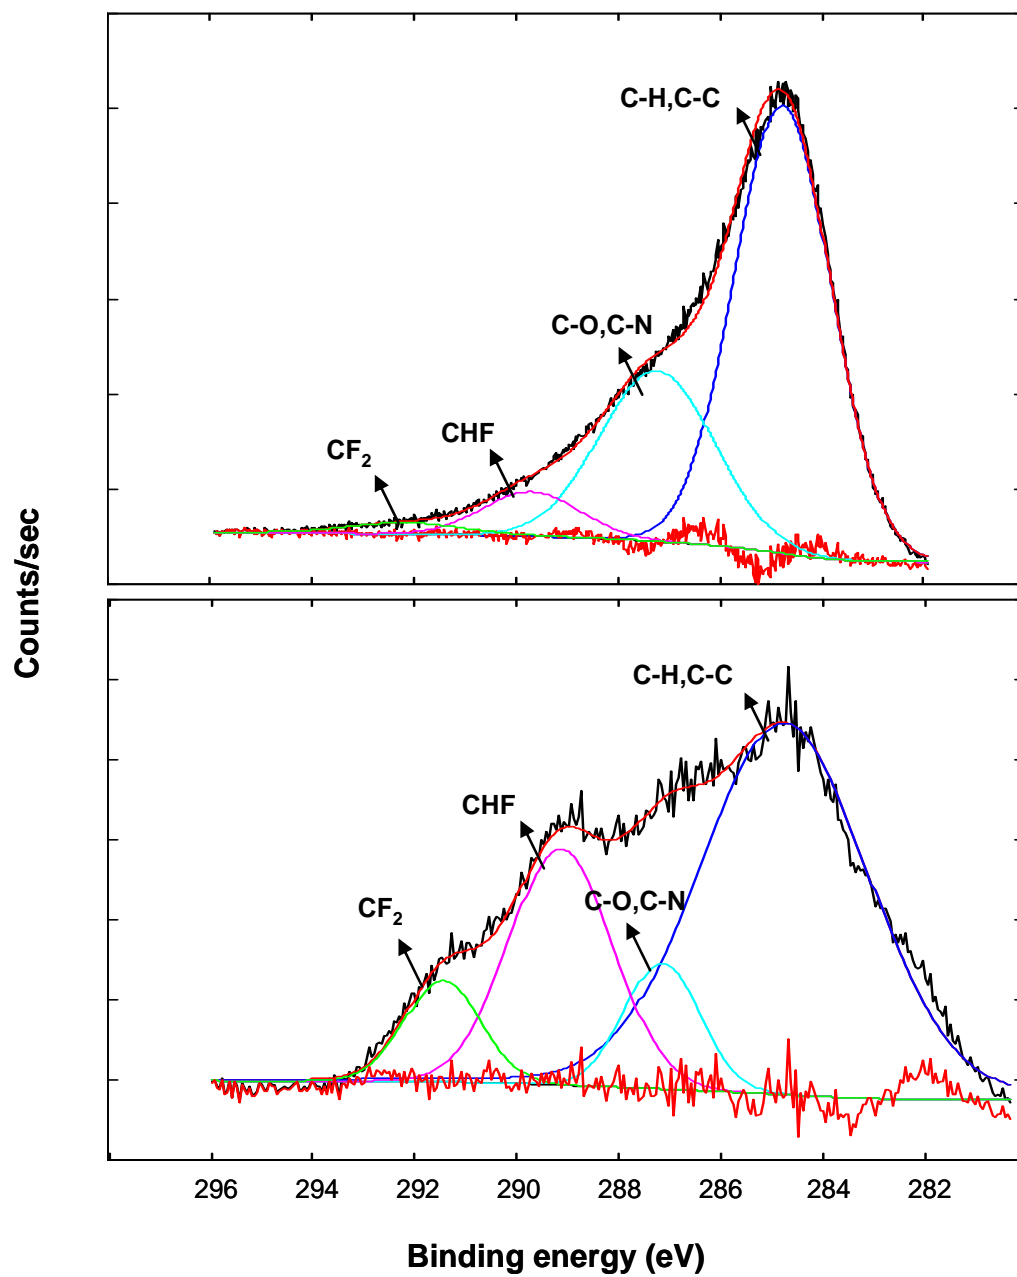 C-H,C-C
C-O,C-N
CHF
CF2
Counts/sec
C-H,C-C
CHF
C-O,C-N
CF2
296 294 292 290 288 286 284 282
Binding energy (eV)